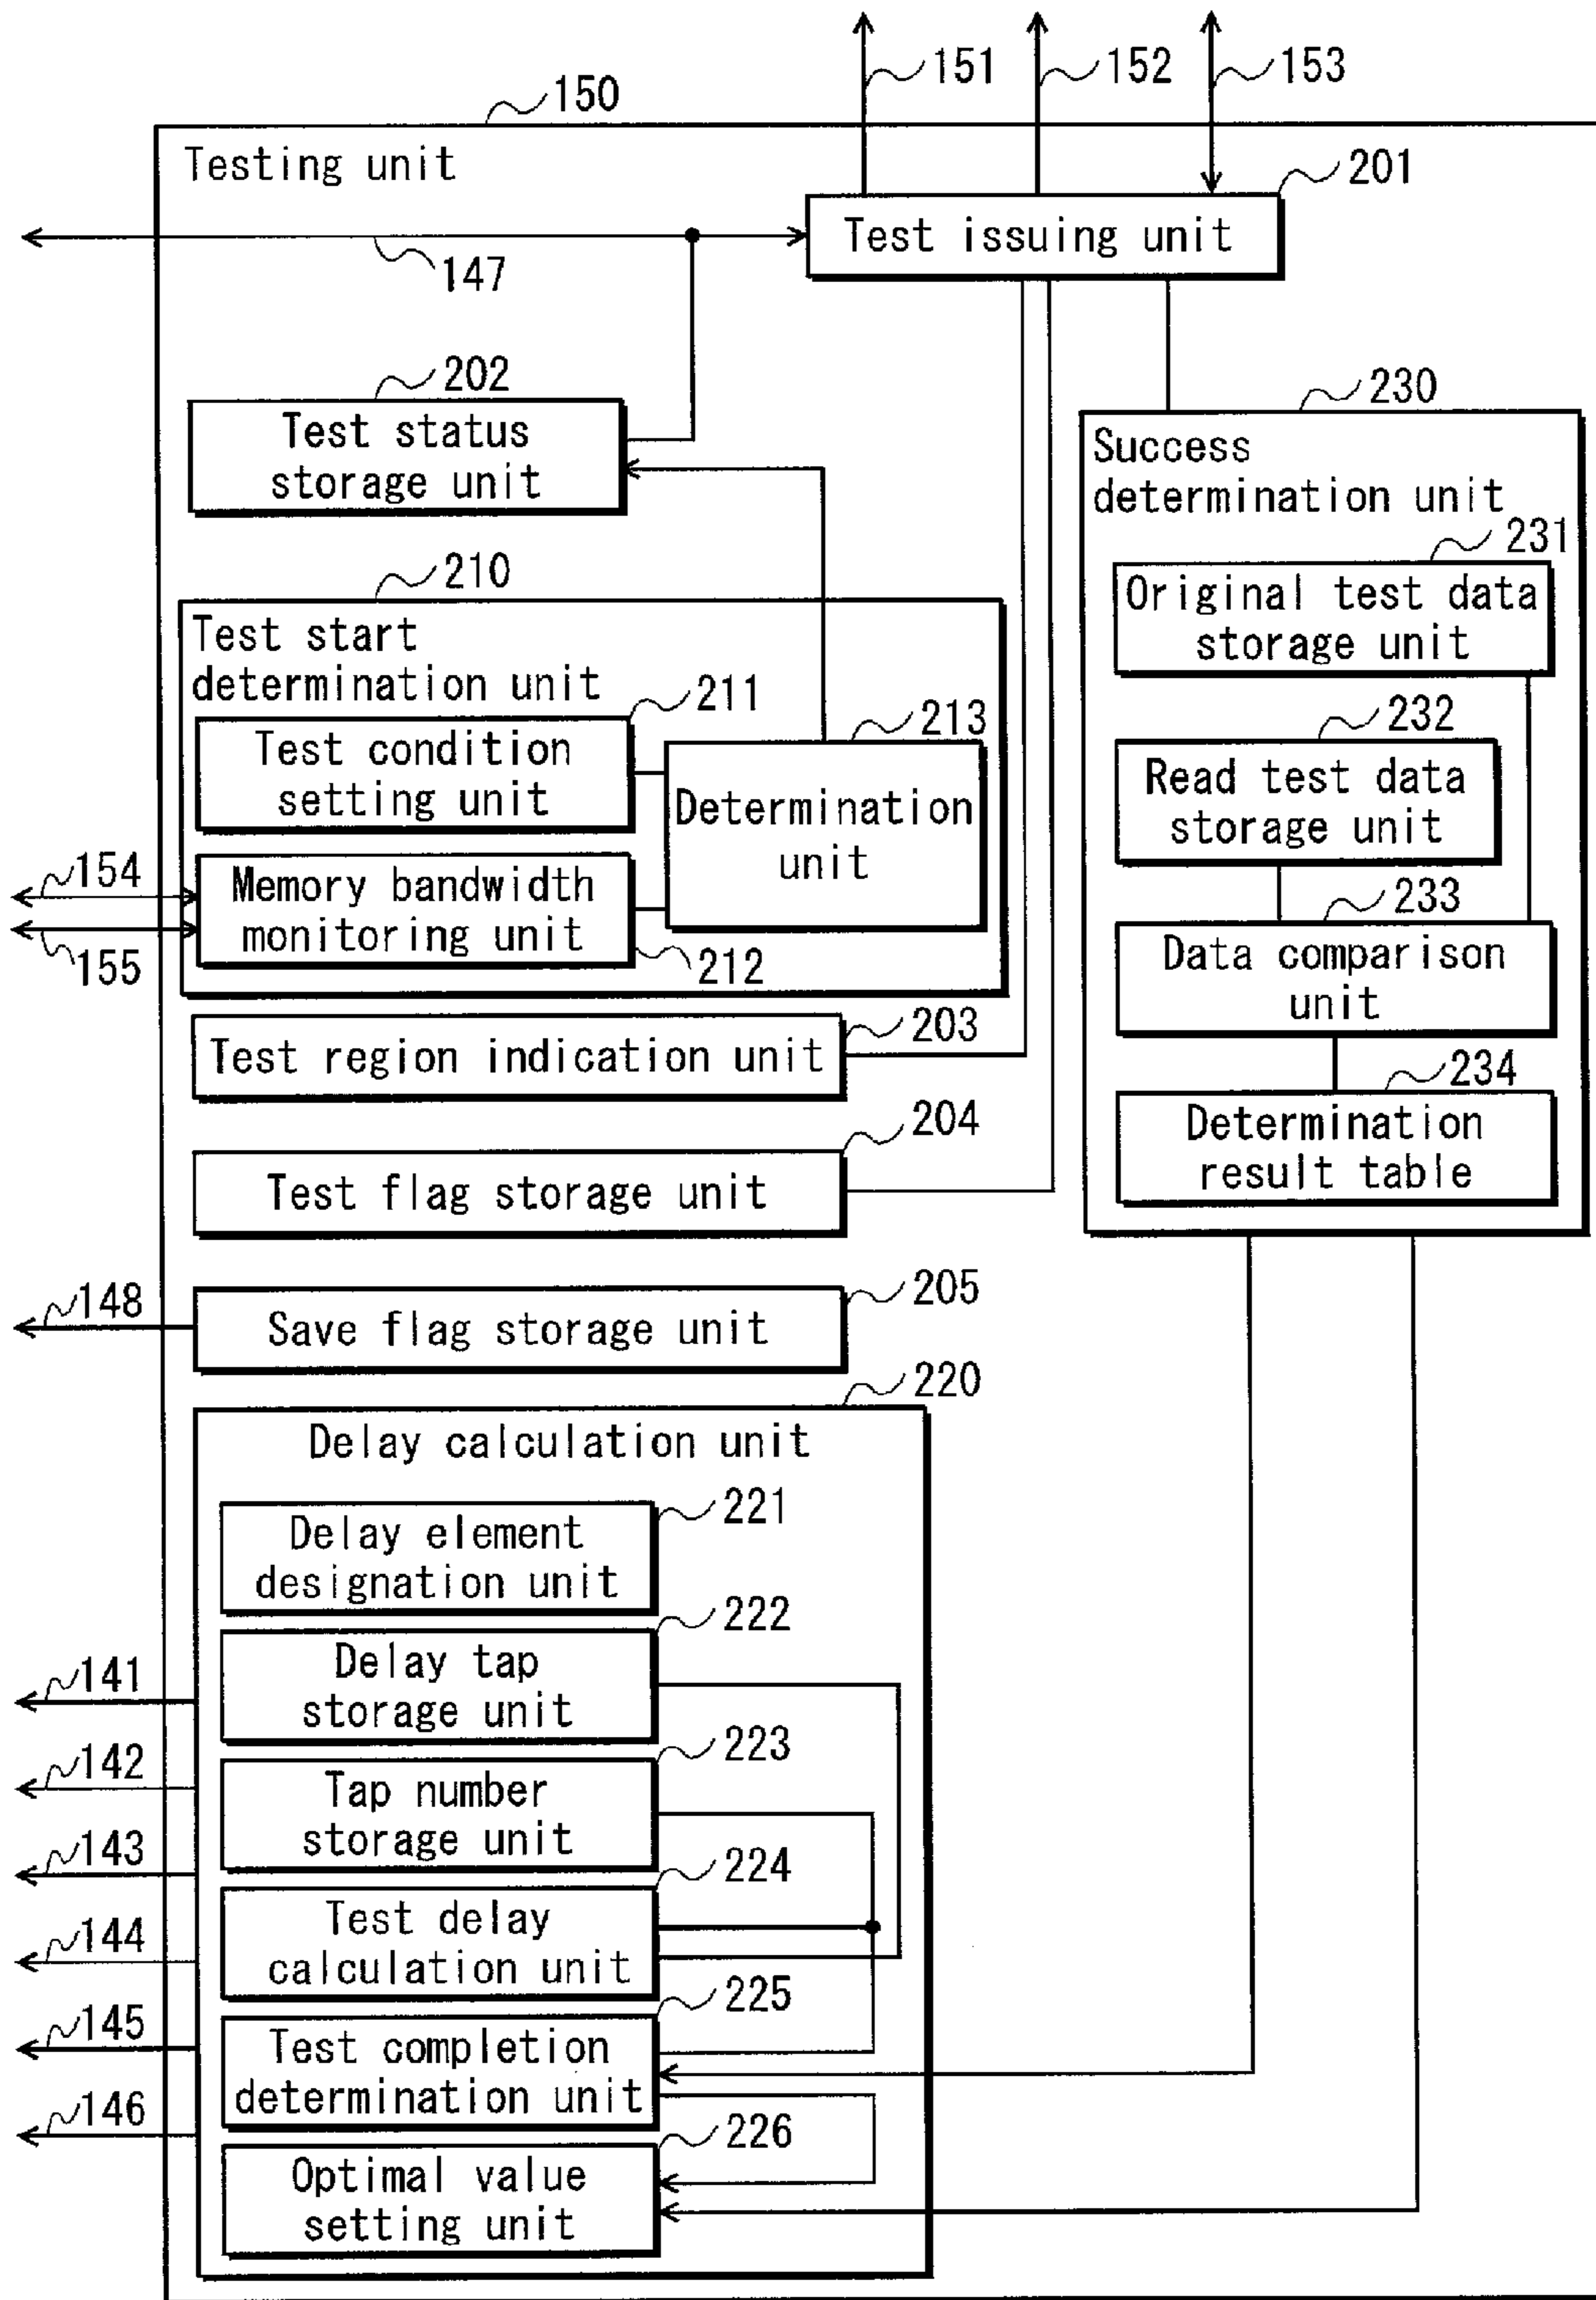 151
152
153
150
Testing unit
201
Test issuing unit
147
202
Test status
storage unit
230
Success
determination unit
231
Original test data
storage unit
210
Test start
determination unit
211
213
Test condition
setting unit
Determination
unit
232
Read test data
storage unit
154
Memory bandwidth
monitoring unit
155
212
233
Data comparison
unit
203
Test region indication unit
234
Determination
result table
204
Test flag storage unit
148
205
Save flag storage unit
220
Delay calculation unit
221
Delay element
designation unit
222
141
Delay tap
storage unit
223
142
Tap number
storage unit
143
224
144
Test delay
calculation unit
225
145
Test completion
determination unit
146
226
Optimal value
setting unit